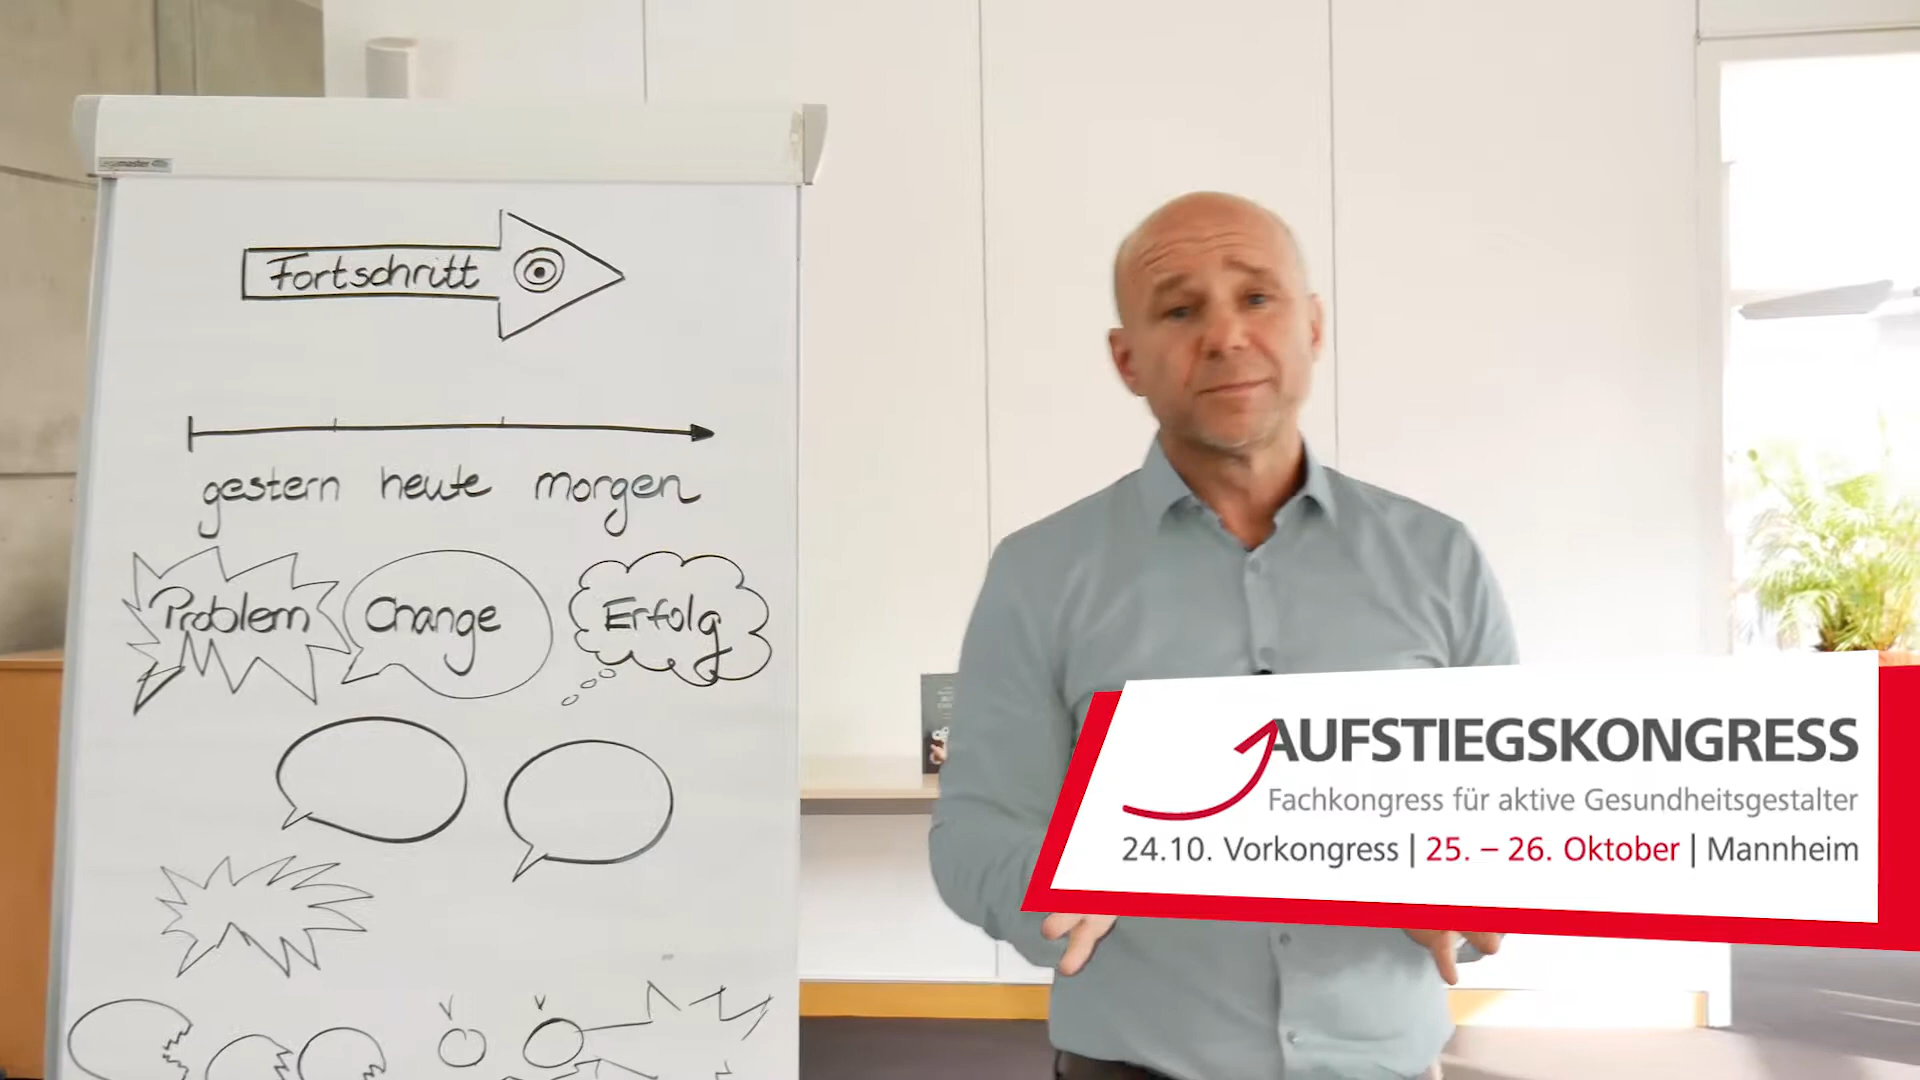 Fortschritt
gestern heute morgen
Problem Change Erfolg
AUFSTIEGSKONGRESS
Fachkongress für aktive Gesundheitsgestalter
24.10. Vorkongress | 25. – 26. Oktober | Mannheim